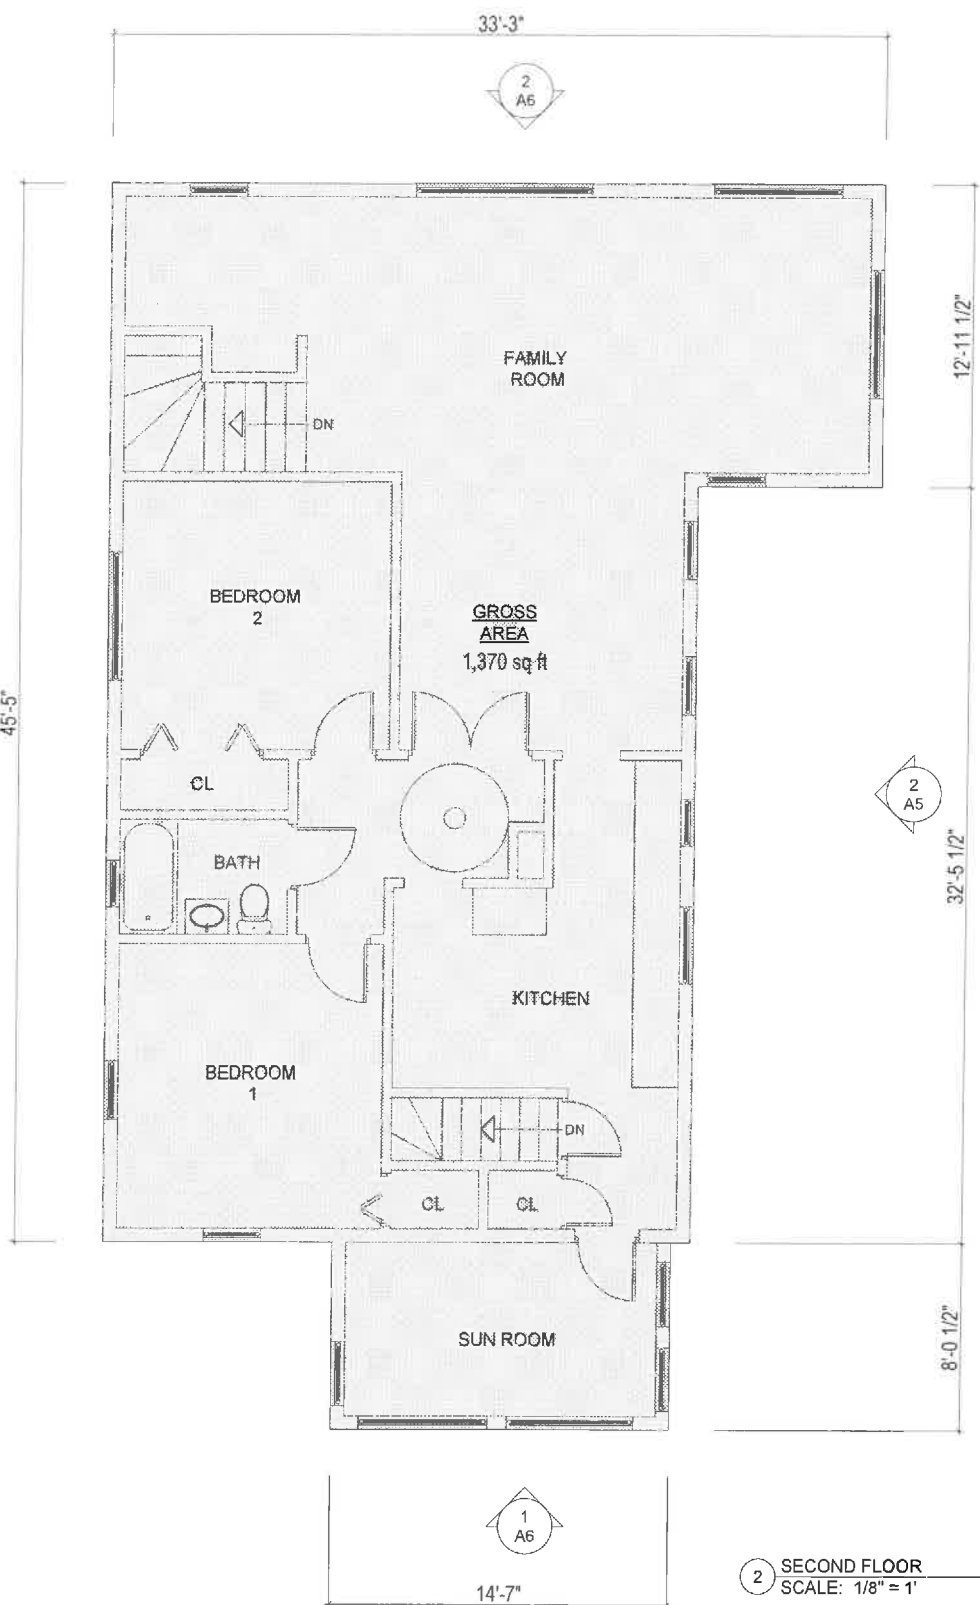 33'-3"
2
A6
45'-5"
12'-11 1/2"
FAMILY
ROOM
DN
BEDROOM
2
GROSS
AREA
1,370 sq ft
CL
2
A5
32'-5 1/2"
BATH
KITCHEN
BEDROOM
1
DN
CL
CL
SUN ROOM
8'-0 1/2"
1
A6
14'-7"
2
SECOND FLOOR
SCALE: 1/8" = 1'